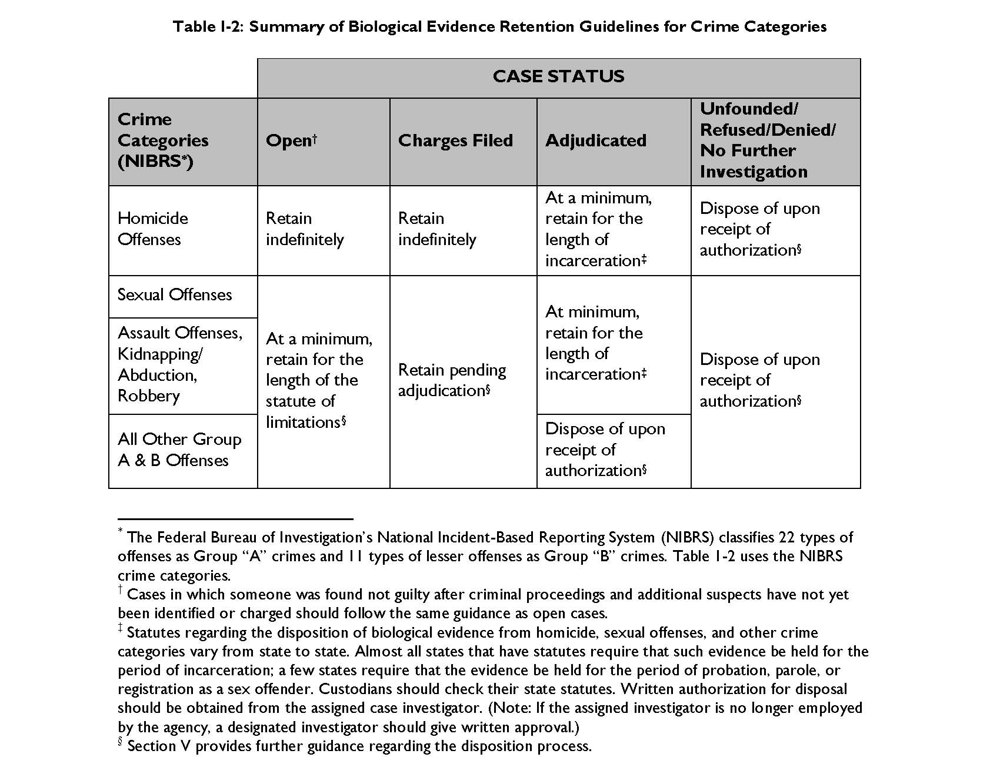 Table I-2: Summary of Biological Evidence Retention Guidelines for Crime Categories
CASE STATUS
Crime
Categories
(NIBRS*)
Open†
Charges Filed
Adjudicated
Unfounded/
Refused/Denied/
No Further
Investigation
Homicide
Offenses
Retain
indefinitely
Retain
indefinitely
At a minimum,
retain for the
length of
incarceration‡
Dispose of upon
receipt of
authorization§
Sexual Offenses
Assault Offenses,
Kidnapping/
Abduction,
Robbery
All Other Group
A & B Offenses
At a minimum,
retain for the
length of the
statute of
limitations§
Retain pending
adjudication§
At minimum,
retain for the
length of
incarceration‡
Dispose of upon
receipt of
authorization§
Dispose of upon
receipt of
authorization§
* The Federal Bureau of Investigation’s National Incident-Based Reporting System (NIBRS) classifies 22 types of
offenses as Group “A” crimes and 11 types of lesser offenses as Group “B” crimes. Table 1-2 uses the NIBRS
crime categories.
† Cases in which someone was found not guilty after criminal proceedings and additional suspects have not yet
been identified or charged should follow the same guidance as open cases.
‡ Statutes regarding the disposition of biological evidence from homicide, sexual offenses, and other crime
categories vary from state to state. Almost all states that have statutes require that such evidence be held for the
period of incarceration; a few states require that the evidence be held for the period of probation, parole, or
registration as a sex offender. Custodians should check their state statutes. Written authorization for disposal
should be obtained from the assigned case investigator. (Note: If the assigned investigator is no longer employed
by the agency, a designated investigator should give written approval.)
§ Section V provides further guidance regarding the disposition process.